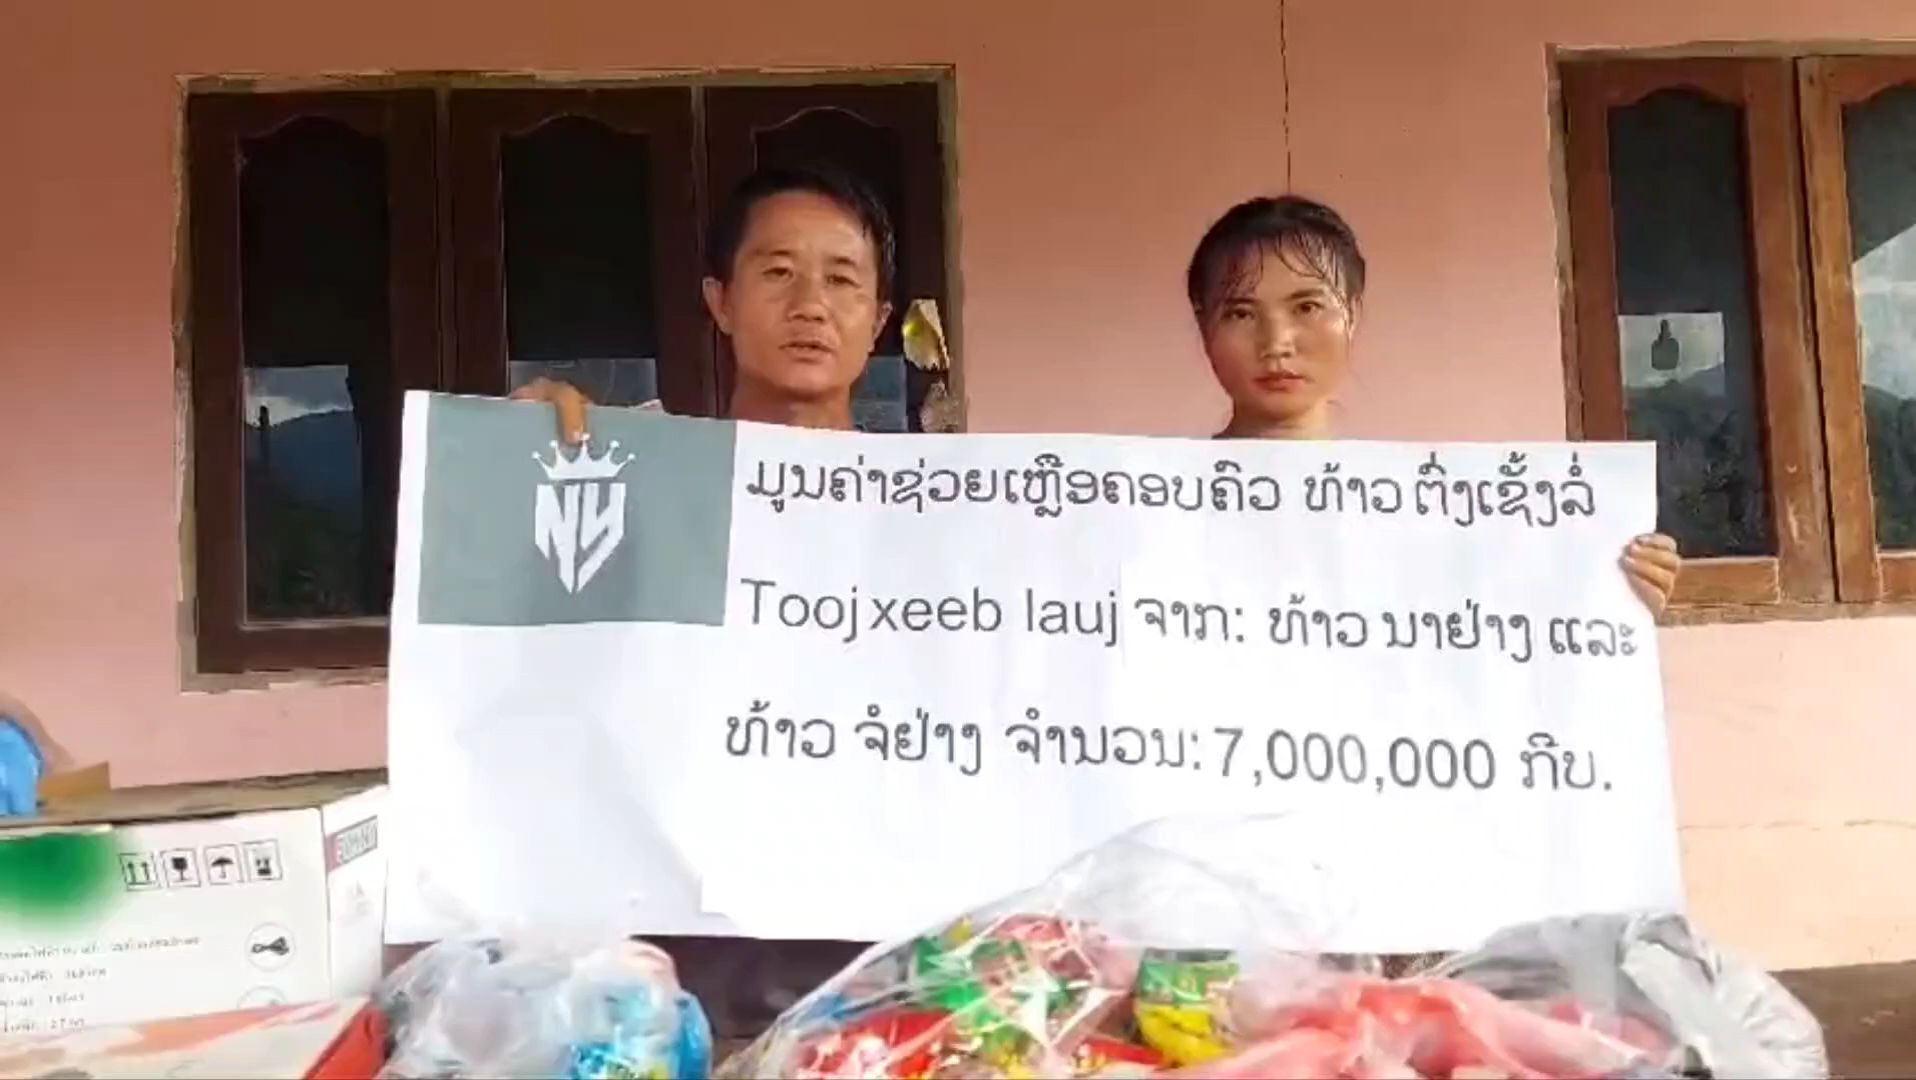 NY
ມູນຄ່າຊ່ວຍເຫຼືອຄອບຄົວ ທ້າວ ຕົ່ງເຊັ້ງລໍ່
Tooj xeeb lauj ຈາກ: ທ້າວ ນາຢ່າງ ແລະ
ທ້າວ ຈໍຢ່າງ ຈຳນວນ: 7,000,000 ກີບ.